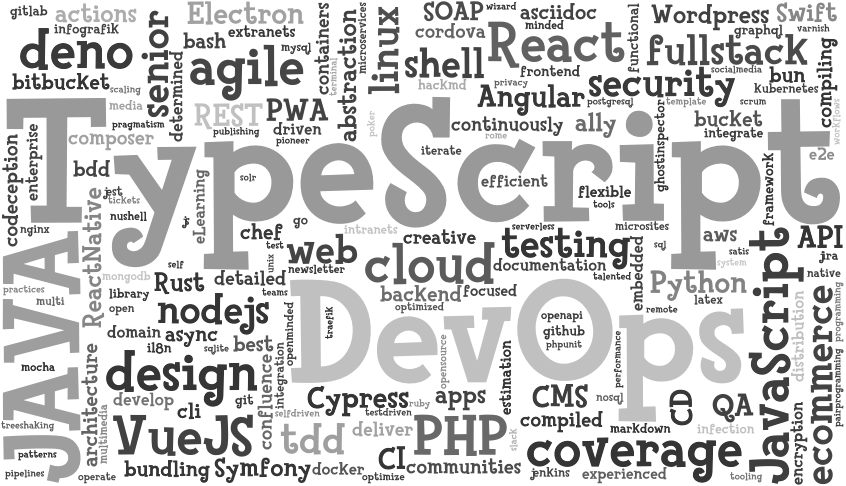 gitlab
actions
Electron
SOAP
wizard
asciidoc
Wordpress
Swift
infografik
extranets
minded
graphql
varnish
deno
senior
bash
mysql
containers
microservices
cordova
React
functional
fullstack
bitbucket
agile
terminal
abstraction
linux
shell
frontend
socialmedia
bun
compiling
scaling
determined
hackmd
privacy
security
Kubernetes
media
REST
PWA
Angular
postgresql
template
scrum
pragmatism
publishing
driven
poker
continuously
ally
bucket
workflows
composer
pioneer
rome
integrate
TypeScript
codeception
enterprise
iterate
ghostinspector
e2e
bdd
solr
efficient
flexible
framework
jest
tickets
eLearning
tools
nginx
nushell
jr
go
serverless
microsites
ReactNative
chef
intranets
creative
testing
aws
API
test
web
sql
satis
JAVA
self
unix
newsletter
cloud
documentation
embedded
system
jira
mongodb
Rust
detailed
talented
Python
native
practices
library
teams
backend
focused
latex
multi
open
nodejs
openminded
DevOps
optimized
remote
JavaScript
distribution
programming
domain
async
traefik
openapi
github
phpunit
il8n
sqlite
best
integration
opensource
performance
ecommerce
mocha
architecture
design
confluence
estimation
pairprogramming
develop
git
Cypress
ruby
apps
CMS
nosql
CD
QA
cli
selfdriven
testdriven
compiled
markdown
infection
encryption
treeshaking
multimedia
VueJS
tdd
deliver
PHP
slack
coverage
patterns
CI
pipelines
operate
bundling
Symfony
docker
optimize
communities
jenkins
experienced
tooling